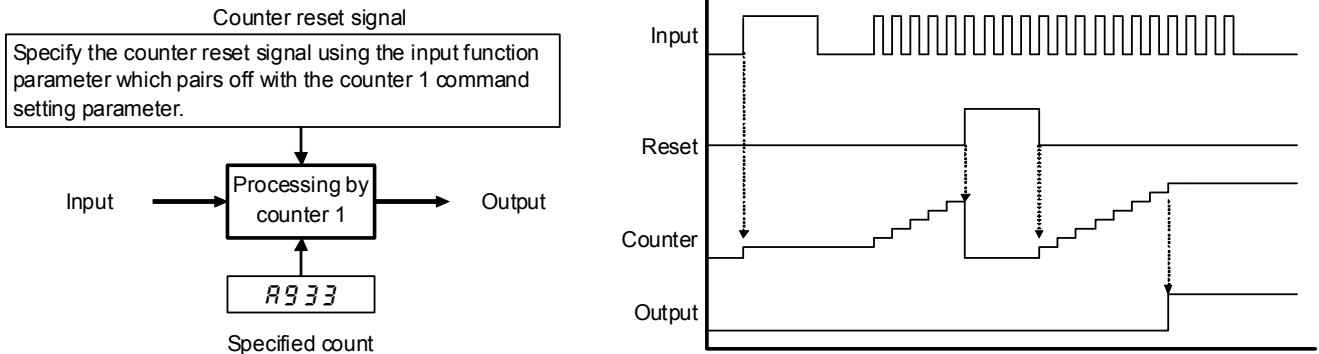 Counter reset signal
Specify the counter reset signal using the input function
parameter which pairs off with the counter 1 command
setting parameter.
Input
Processing by
counter 1
Output
A933
Specified count
Input
Reset
Counter
Output